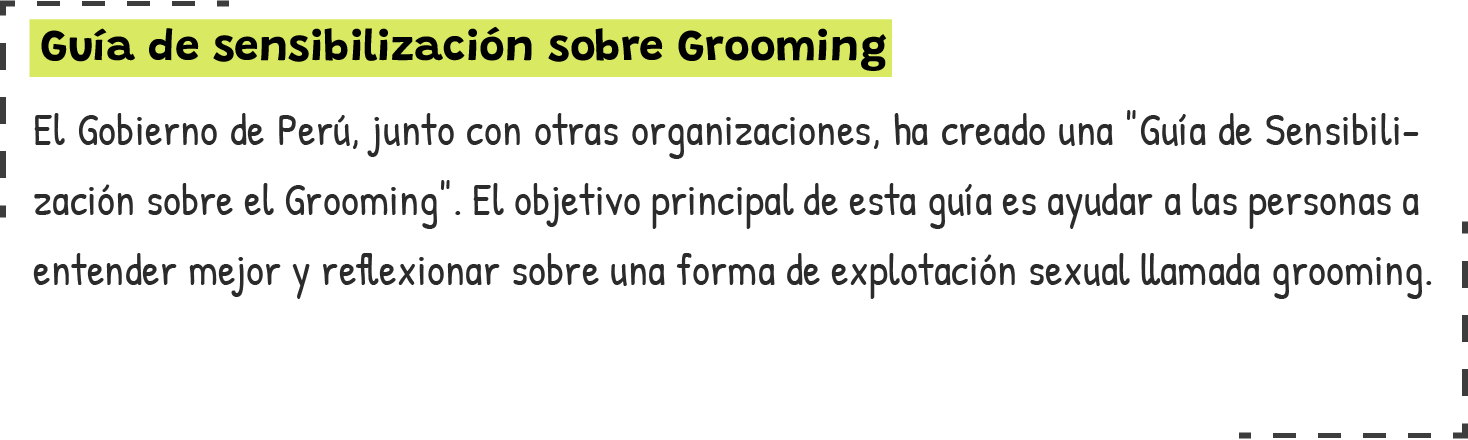 Guía de sensibilización sobre Grooming
El Gobierno de Perú, junto con otras organizaciones, ha creado una "Guía de Sensibili-
zación sobre el Grooming". El objetivo principal de esta guía es ayudar a las personas a
entender mejor y reflexionar sobre una forma de explotación sexual llamada grooming.